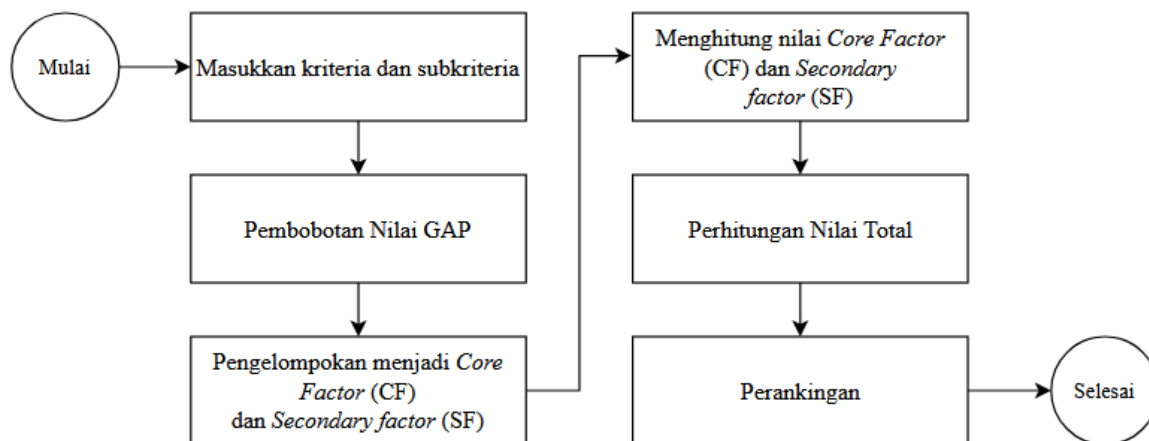 Mulai
Masukkan kriteria dan subkriteria
Pembobotan Nilai GAP
Pengelompokan menjadi Core
Factor (CF)
dan Secondary factor (SF)
Menghitung nilai Core Factor
(CF) dan Secondary
factor (SF)
Perhitungan Nilai Total
Perankingan
Selesai